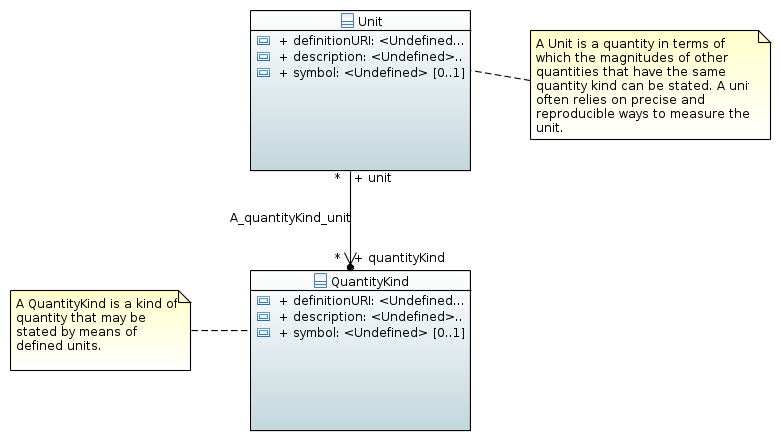 Unit
+ definitionURI: <Undefined...
+ description: <Undefined>..
+ symbol: <Undefined> [0..1]
A Unit is a quantity in terms of
which the magnitudes of other
quantities that have the same
quantity kind can be stated. A uni
often relies on precise and
reproducible ways to measure the
unit.
* + unit
A_quantityKind_unit
* + quantityKind
QuantityKind
+ definitionURI: <Undefined...
+ description: <Undefined>..
+ symbol: <Undefined> [0..1]
A QuantityKind is a kind of
quantity that may be
stated by means of
defined units.